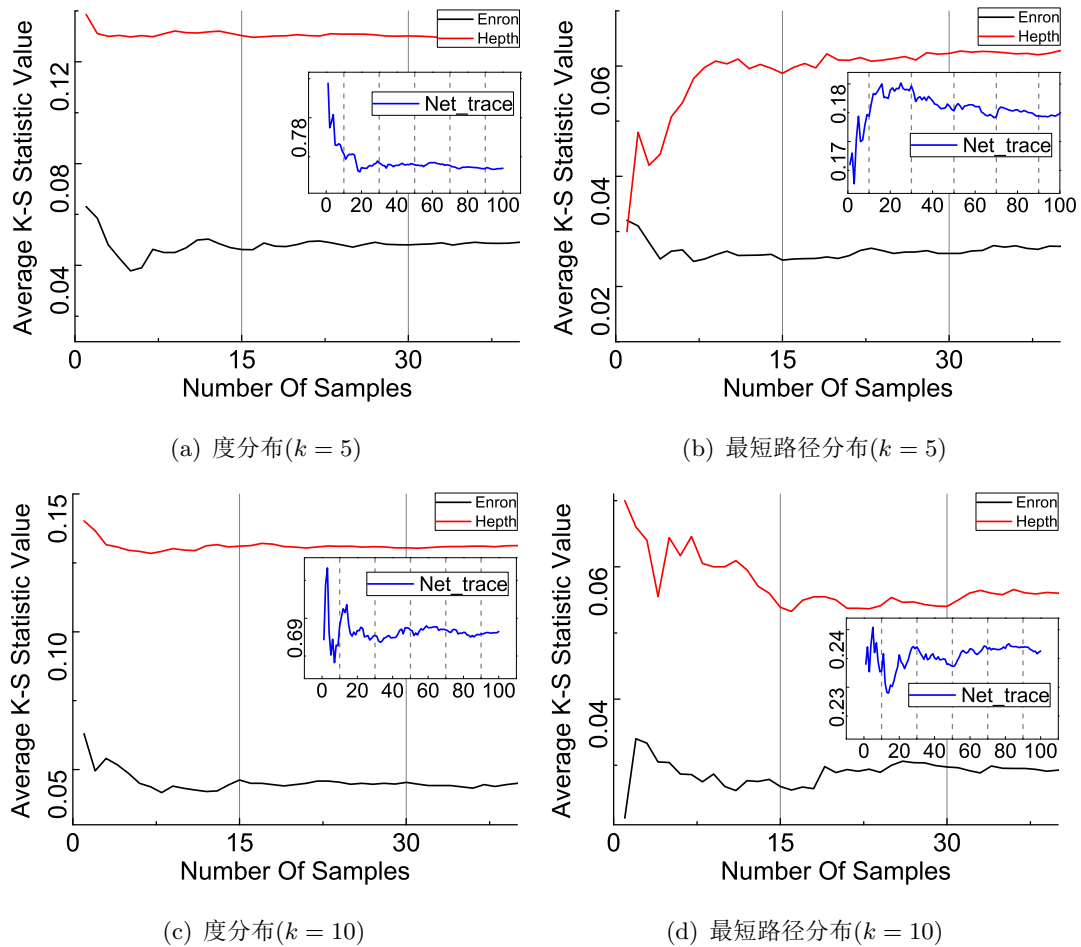 Average K-S Statistic Value
0.12
0.08
0.04
Enron
Hepth
Net_trace
0.78
0 20 40 60 80 100
0 15 30
Number Of Samples
(a) 度分布(k = 5)
Average K-S Statistic Value
0.06
0.04
0.02
Enron
Hepth
Net_trace
0.18
0.17
0 20 40 60 80 100
0 15 30
Number Of Samples
(b) 最短路径分布(k = 5)
Average K-S Statistic Value
0.15
0.10
0.05
Enron
Hepth
Net_trace
0.69
0 20 40 60 80 100
0 15 30
Number Of Samples
(c) 度分布(k = 10)
Average K-S Statistic Value
0.06
0.04
Enron
Hepth
Net_trace
0.24
0.23
0 20 40 60 80 100
0 15 30
Number Of Samples
(d) 最短路径分布(k = 10)